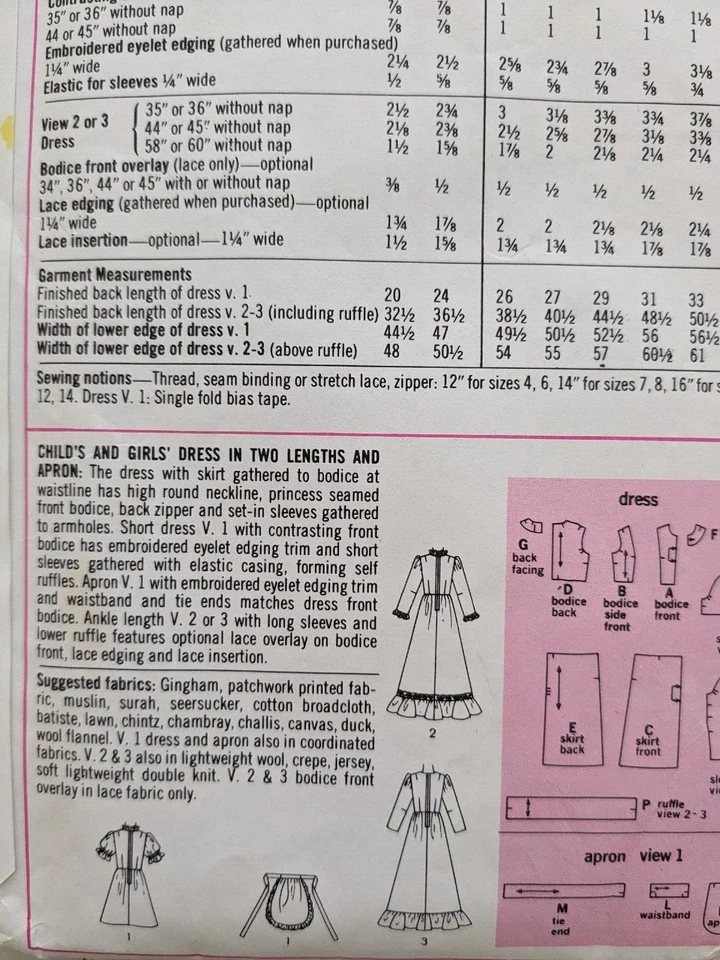 35" or 36" without nap ⅞ ⅞ 1 1 1 1⅛ 1⅛
44 or 45" without nap ⅞ ⅞ 1 1 1 1 1
Embroidered eyelet edging (gathered when purchased)
1¼" wide 2¼ 2½ 2⅝ 2¾ 2⅞ 3 3⅛
Elastic for sleeves ¼" wide ½ ⅝ ⅝ ⅝ ⅝ ⅝ ¾
View 2 or 3 Dress
35" or 36" without nap 2½ 2¾ 3 3⅛ 3⅜ 3¾ 3⅞
44" or 45" without nap 2⅛ 2⅜ 2½ 2⅝ 2⅞ 3⅛ 3⅜
58" or 60" without nap 1½ 1⅝ 1⅞ 2 2⅛ 2¼ 2¼
Bodice front overlay (lace only)—optional
34", 36", 44" or 45" with or without nap ⅜ ½ ½ ½ ½ ½ ½
Lace edging (gathered when purchased)—optional
1¼" wide 1¾ 1⅞ 2 2 2⅛ 2⅛ 2¼
Lace insertion—optional—1¼" wide 1½ 1⅝ 1¾ 1¾ 1¾ 1⅞ 1⅞
Garment Measurements
Finished back length of dress v. 1 20 24 26 27 29 31 33
Finished back length of dress v. 2-3 (including ruffle) 32½ 36½ 38½ 40½ 44½ 48½ 50½
Width of lower edge of dress v. 1 44½ 47 49½ 50½ 52½ 56 56½
Width of lower edge of dress v. 2-3 (above ruffle) 48 50½ 54 55 57 60½ 61
Sewing notions—Thread, seam binding or stretch lace, zipper: 12" for sizes 4, 6, 14" for sizes 7, 8, 16" for s
12, 14. Dress V. 1: Single fold bias tape.
CHILD'S AND GIRLS' DRESS IN TWO LENGTHS AND
APRON: The dress with skirt gathered to bodice at
waistline has high round neckline, princess seamed
front bodice, back zipper and set-in sleeves gathered
to armholes. Short dress V. 1 with contrasting front
bodice has embroidered eyelet edging trim and short
sleeves gathered with elastic casing, forming self
ruffles. Apron V. 1 with embroidered eyelet edging trim
and waistband and tie ends matches dress front
bodice. Ankle length V. 2 or 3 with long sleeves and
lower ruffle features optional lace overlay on bodice
front, lace edging and lace insertion.
Suggested fabrics: Gingham, patchwork printed fab-
ric, muslin, surah, seersucker, cotton broadcloth,
batiste, lawn, chintz, chambray, challis, canvas, duck,
wool flannel. V. 1 dress and apron also in coordinated
fabrics. V. 2 & 3 also in lightweight wool, crepe, jersey,
soft lightweight double knit. V. 2 & 3 bodice front
overlay in lace fabric only.
1
1
2
3
dress
G
back
facing
D
bodice
back
B
bodice
side
front
A
bodice
front
F
E
skirt
back
C
skirt
front
P ruffle
view 2-3
apron view 1
M
tie
end
L
waistband